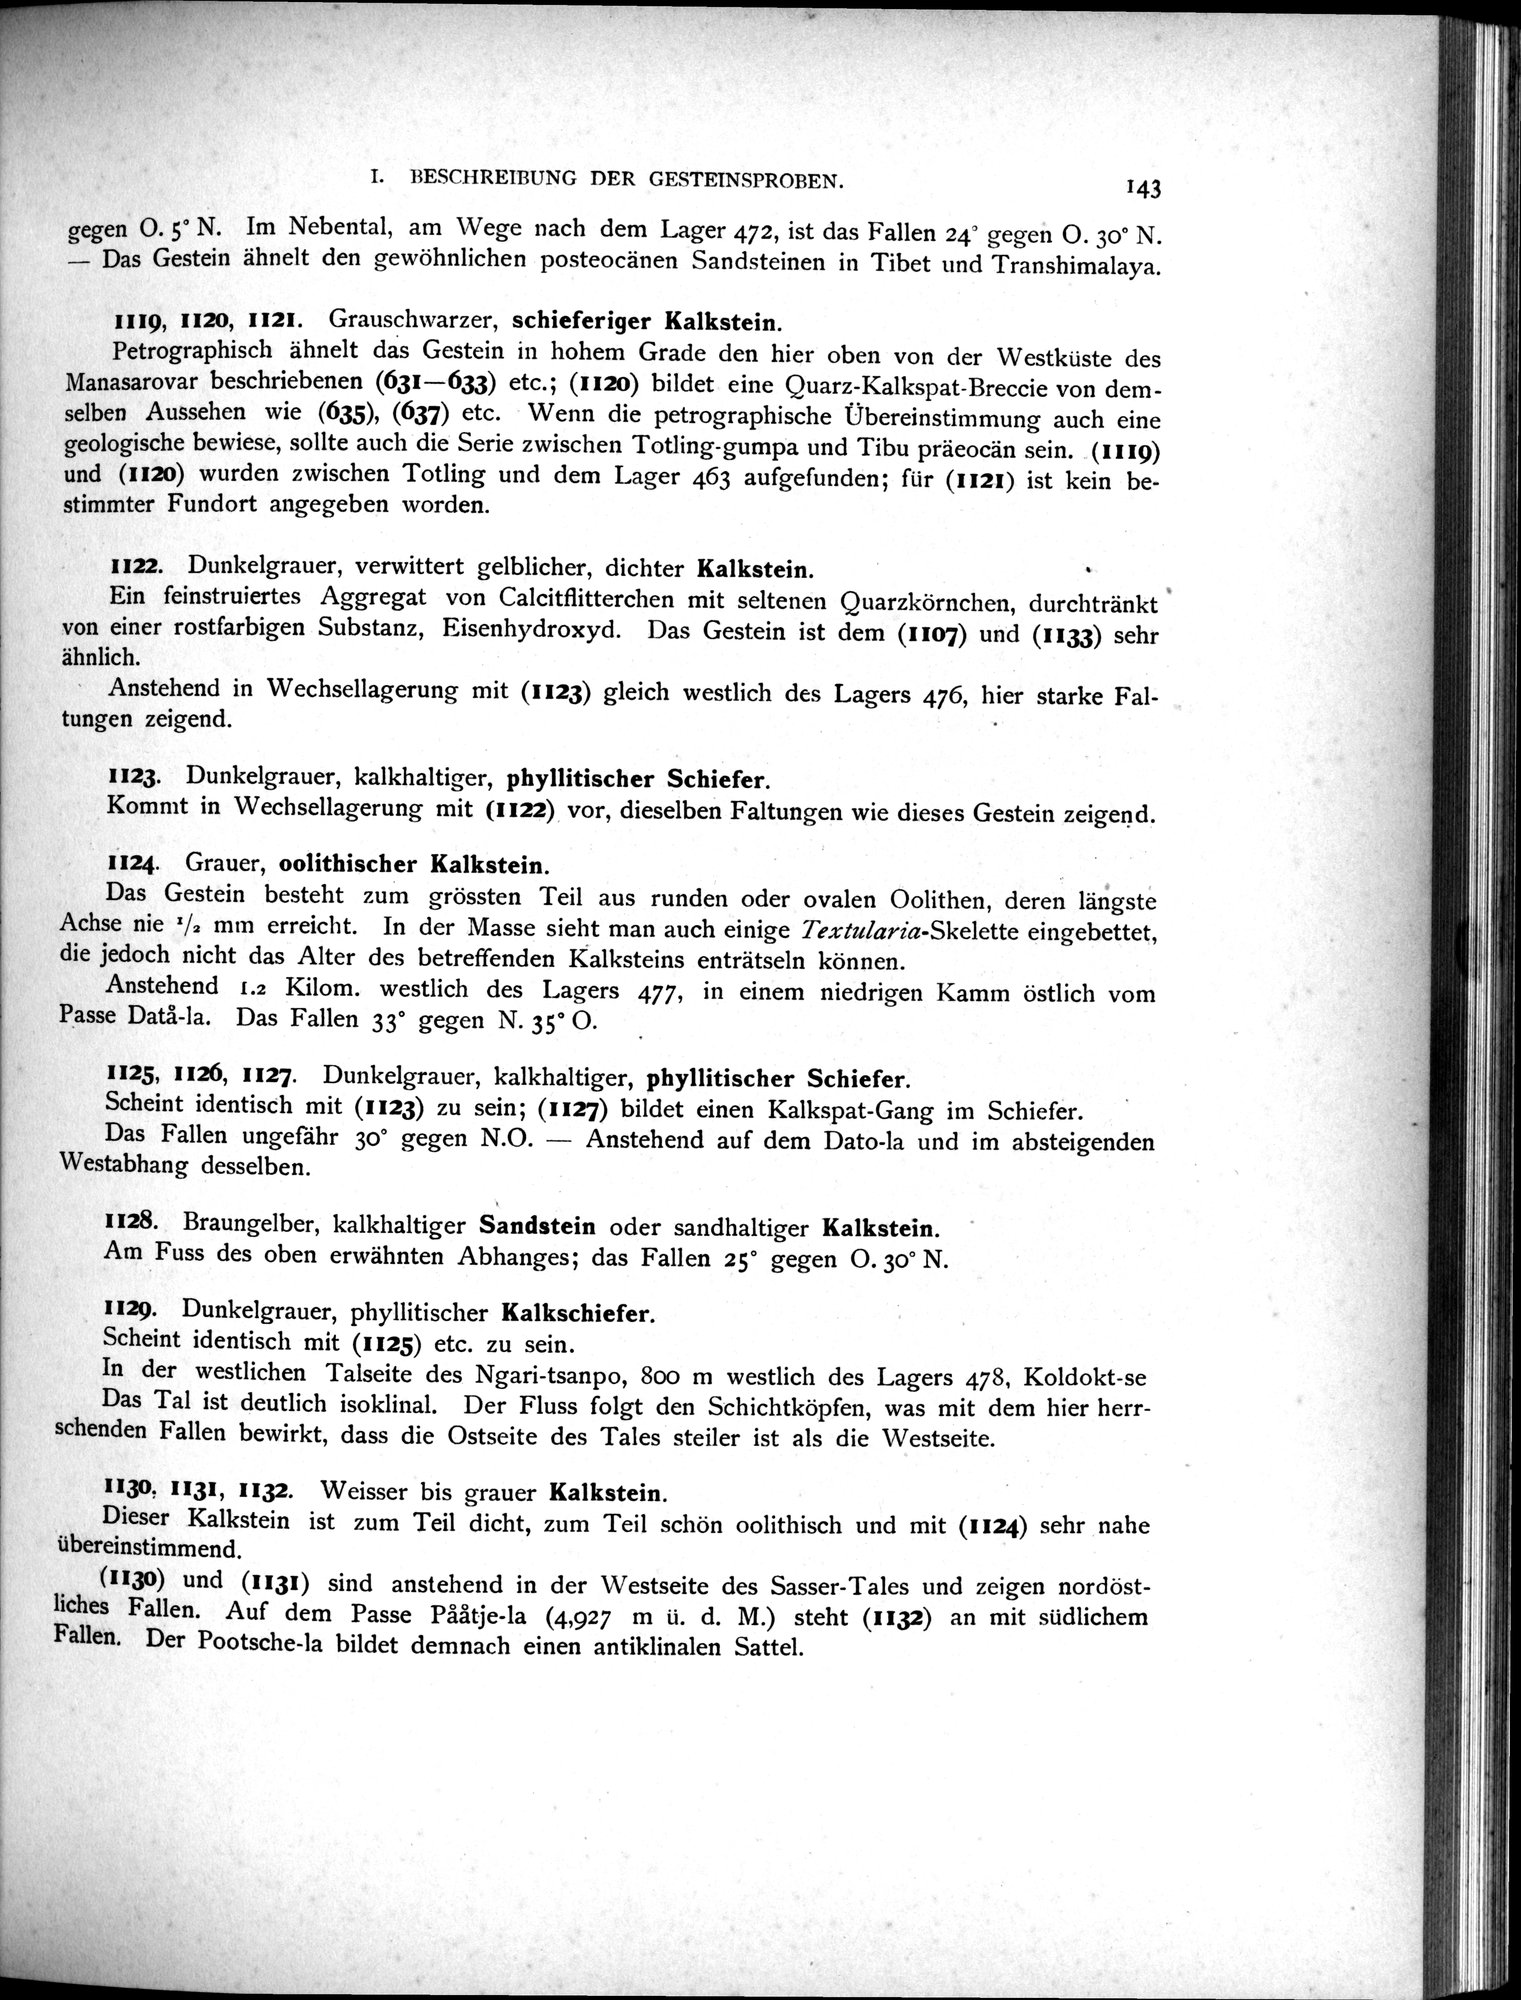 I. BESCHREIBUNG DER GESTEINSPROBEN. 143
gegen O. 5° N. Im Nebental, am Wege nach dem Lager 472, ist das Fallen 24° gegen O. 30° N.
— Das Gestein ähnelt den gewöhnlichen posteocänen Sandsteinen in Tibet und Transhimalaya.
1119, 1120, 1121. Grauschwarzer, schieferiger Kalkstein.
Petrographisch ähnelt das Gestein in hohem Grade den hier oben von der Westküste des
Manasarovar beschriebenen (631—633) etc.; (1120) bildet eine Quarz-Kalkspat-Breccie von dem-
selben Aussehen wie (635), (637) etc. Wenn die petrographische Übereinstimmung auch eine
geologische bewiese, sollte auch die Serie zwischen Totling-gumpa und Tibu präeocän sein. (1119)
und (1120) wurden zwischen Totling und dem Lager 463 aufgefunden; für (1121) ist kein be-
stimmter Fundort angegeben worden.
1122. Dunkelgrauer, verwittert gelblicher, dichter Kalkstein.
Ein feinstruiertes Aggregat von Calcitflitterchen mit seltenen Quarzkörnchen, durchtränkt
von einer rostfarbigen Substanz, Eisenhydroxyd. Das Gestein ist dem (1107) und (1133) sehr
ähnlich.
Anstehend in Wechsellagerung mit (1123) gleich westlich des Lagers 476, hier starke Fal-
tungen zeigend.
1123. Dunkelgrauer, kalkhaltiger, phyllitischer Schiefer.
Kommt in Wechsellagerung mit (1122) vor, dieselben Faltungen wie dieses Gestein zeigend.
1124. Grauer, oolithischer Kalkstein.
Das Gestein besteht zum grössten Teil aus runden oder ovalen Oolithen, deren längste
Achse nie 1/2 mm erreicht. In der Masse sieht man auch einige Textularia-Skelette eingebettet,
die jedoch nicht das Alter des betreffenden Kalksteins enträtseln können.
Anstehend 1.2 Kilom. westlich des Lagers 477, in einem niedrigen Kamm östlich vom
Passe Datå-la. Das Fallen 33° gegen N. 35° O.
1125, 1126, 1127. Dunkelgrauer, kalkhaltiger, phyllitischer Schiefer.
Scheint identisch mit (1123) zu sein; (1127) bildet einen Kalkspat-Gang im Schiefer.
Das Fallen ungefähr 30° gegen N.O. — Anstehend auf dem Dato-la und im absteigenden
Westabhang desselben.
1128. Braungelber, kalkhaltiger Sandstein oder sandhaltiger Kalkstein.
Am Fuss des oben erwähnten Abhanges; das Fallen 25° gegen O. 30° N.
1129. Dunkelgrauer, phyllitischer Kalkschiefer.
Scheint identisch mit (1125) etc. zu sein.
In der westlichen Talseite des Ngari-tsanpo, 800 m westlich des Lagers 478, Koldokt-se
Das Tal ist deutlich isoklinal. Der Fluss folgt den Schichtköpfen, was mit dem hier herr-
schenden Fallen bewirkt, dass die Ostseite des Tales steiler ist als die Westseite.
1130, 1131, 1132. Weisser bis grauer Kalkstein.
Dieser Kalkstein ist zum Teil dicht, zum Teil schön oolithisch und mit (1124) sehr nahe
übereinstimmend.
(1130) und (1131) sind anstehend in der Westseite des Sasser-Tales und zeigen nordöst-
liches Fallen. Auf dem Passe Pååtje-la (4,927 m ü. d. M.) steht (1132) an mit südlichem
Fallen. Der Pootsche-la bildet demnach einen antiklinalen Sattel.